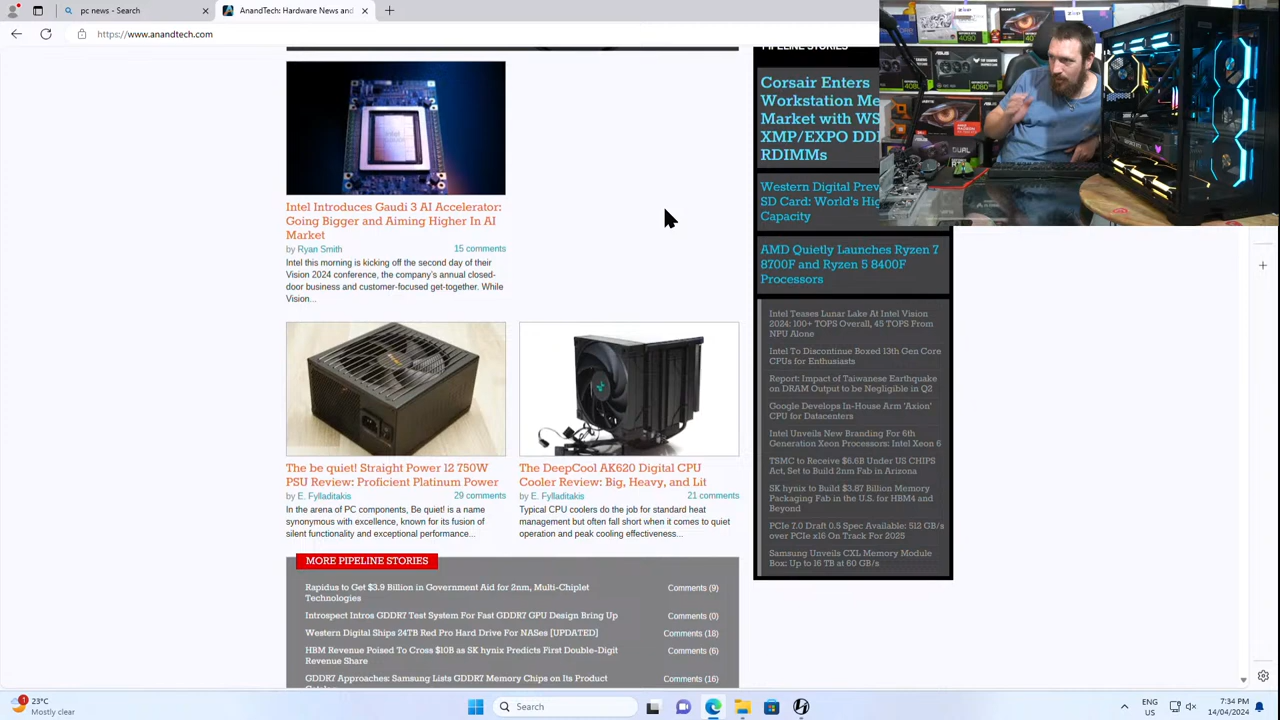 pc news - Search
AnandTech: Hardware News and
https://www.anandtech.com
PIPELINE STORIES
Intel Introduces Gaudi 3 AI Accelerator:
Going Bigger and Aiming Higher In AI
Market
by Ryan Smith
15 comments
Intel this morning is kicking off the second day of their
Vision 2024 conference, the company's annual closed-
door business and customer-focused get-together. While
Vision...
The be quiet! Straight Power 12 750W
PSU Review: Proficient Platinum Power
by E. Fylladitakis
29 comments
In the arena of PC components, Be quiet! is a name
synonymous with excellence, known for its fusion of
silent functionality and exceptional performance...
The DeepCool AK620 Digital CPU
Cooler Review: Big, Heavy, and Lit
by E. Fylladitakis
21 comments
Typical CPU coolers do the job for standard heat
management but often fall short when it comes to quiet
operation and peak cooling effectiveness...
MORE PIPELINE STORIES
Rapidus to Get $3.9 Billion in Government Aid for 2nm, Multi-Chiplet
Technologies
Comments (9)
Introspect Intros GDDR7 Test System For Fast GDDR7 GPU Design Bring Up
Comments (0)
Western Digital Ships 24TB Red Pro Hard Drive For NASes [UPDATED]
Comments (18)
HBM Revenue Poised To Cross $10B as SK hynix Predicts First Double-Digit
Revenue Share
Comments (6)
GDDR7 Approaches: Samsung Lists GDDR7 Memory Chips on Its Product
Comments (16)
Corsair Enters
Workstation Me
Market with WS
XMP/EXPO DD
RDIMMs
Western Digital Prev
SD Card: World's Hig
Capacity
AMD Quietly Launches Ryzen 7
8700F and Ryzen 5 8400F
Processors
Intel Teases Lunar Lake At Intel Vision
2024: 100+ TOPS Overall, 45 TOPS From
NPU Alone
Intel To Discontinue Boxed 13th Gen Core
CPUs for Enthusiasts
Report: Impact of Taiwanese Earthquake
on DRAM Output to be Negligible in Q2
Google Develops In-House Arm 'Axion'
CPU for Datacenters
Intel Unveils New Branding For 6th
Generation Xeon Processors: Intel Xeon 6
TSMC to Receive $6.6B Under US CHIPS
Act, Set to Build 2nm Fab in Arizona
SK hynix to Build $3.87 Billion Memory
Packaging Fab in the U.S. for HBM4 and
Beyond
PCIe 7.0 Draft 0.5 Spec Available: 512 GB/s
over PCIe x16 On Track For 2025
Samsung Unveils CXL Memory Module
Box: Up to 16 TB at 60 GB/s
4090
4080
ASUS
DUAL
1
23°C
Mostly clear
Search
ENG
US
7:34 PM
14/04/2024